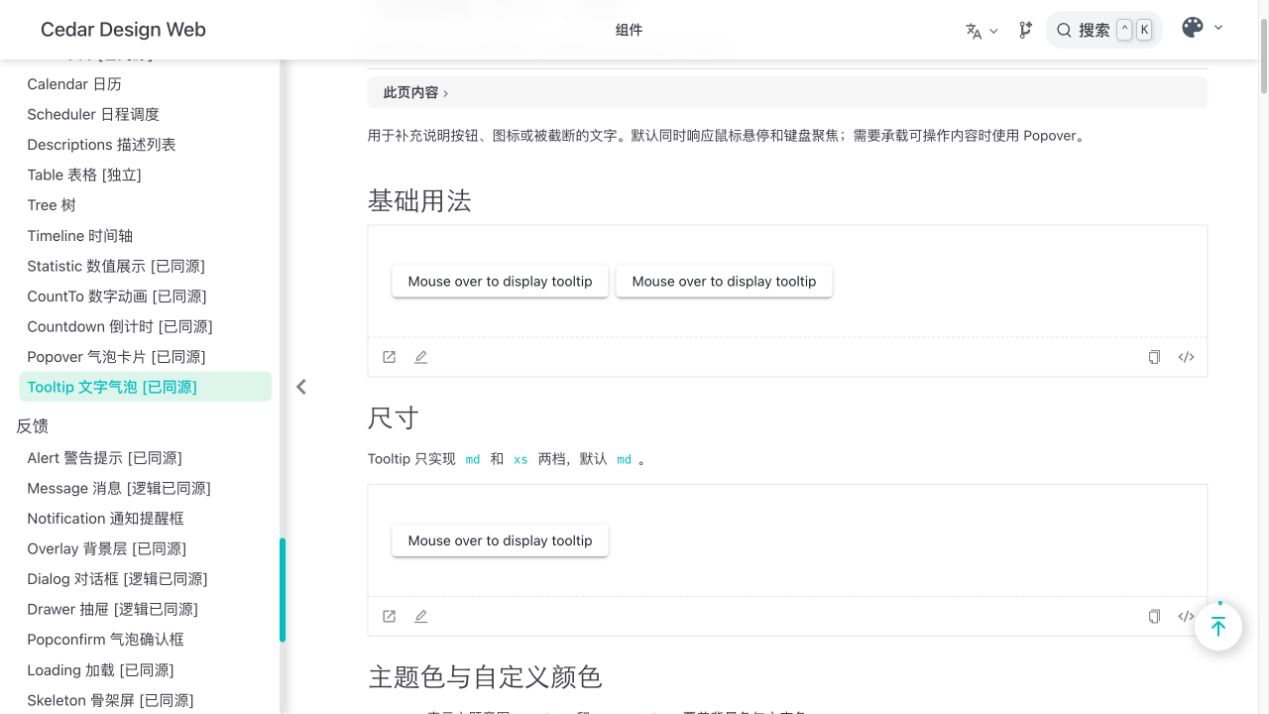 Cedar Design Web
组件
搜索 ^ K
Calendar 日历
Scheduler 日程调度
Descriptions 描述列表
Table 表格 [独立]
Tree 树
Timeline 时间轴
Statistic 数值展示 [已同源]
CountTo 数字动画 [已同源]
Countdown 倒计时 [已同源]
Popover 气泡卡片 [已同源]
Tooltip 文字气泡 [已同源]
反馈
Alert 警告提示 [已同源]
Message 消息 [逻辑已同源]
Notification 通知提醒框
Overlay 背景层 [已同源]
Dialog 对话框 [逻辑已同源]
Drawer 抽屉 [逻辑已同源]
Popconfirm 气泡确认框
Loading 加载 [已同源]
Skeleton 骨架屏 [已同源]
此页内容 ›
用于补充说明按钮、图标或被截断的文字。默认同时响应鼠标悬停和键盘聚焦；需要承载可操作内容时使用 Popover。
基础用法
Mouse over to display tooltip Mouse over to display tooltip
尺寸
Tooltip 只实现 md 和 xs 两档，默认 md 。
Mouse over to display tooltip
主题色与自定义颜色